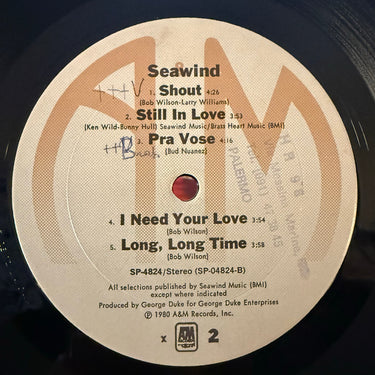 Seawind
+++V 1. Shout 4:26
(Bob Wilson-Larry Williams)
2. Still In Love 3:53
(Ken Wild-Bunny Hull) Seawind Music/Brass Heart Music (BMI)
3. Pra Vose 4:16
(Bud Nuanez)
PALERMO
4. I Need Your Love 3:54
(Bob Wilson)
5. Long, Long Time 3:58
(Bob Wilson)
SP-4824/Stereo (SP-04824-B)
All selections published by Seawind Music (BMI)
except where indicated
Produced by George Duke for George Duke Enterprises
℗ 1980 A&M Records, Inc.
x A&M 2